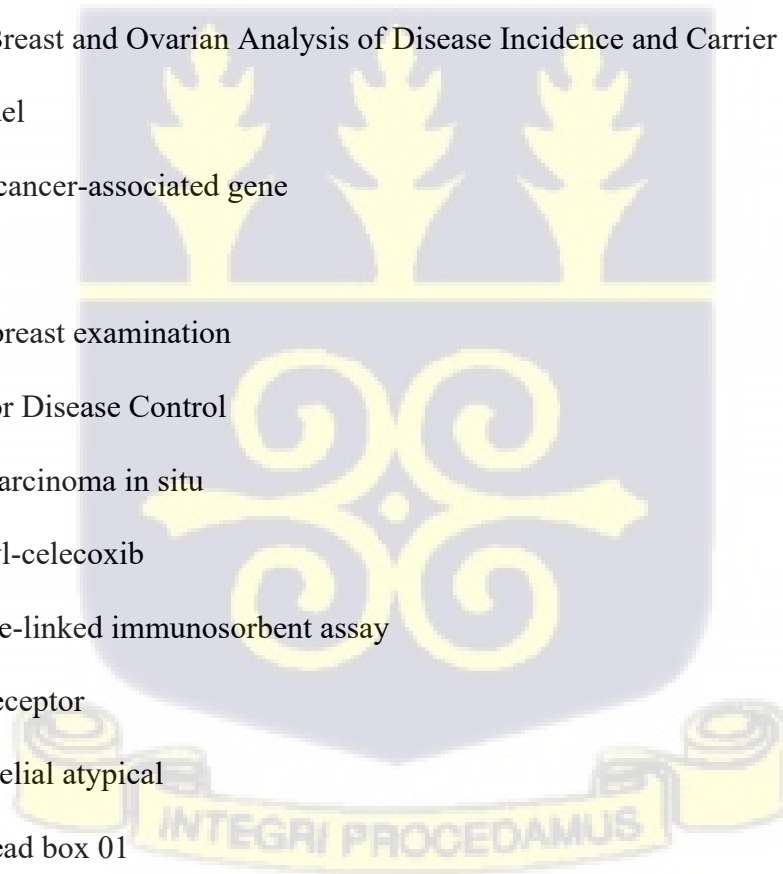 Breast and Ovarian Analysis of Disease Incidence and Carrier
el
cancer-associated gene
breast examination
or Disease Control
arcinoma in situ
yl-celecoxib
e-linked immunosorbent assay
eceptor
elial atypical
ead box 01
INTEGRI PROCEDAMUS